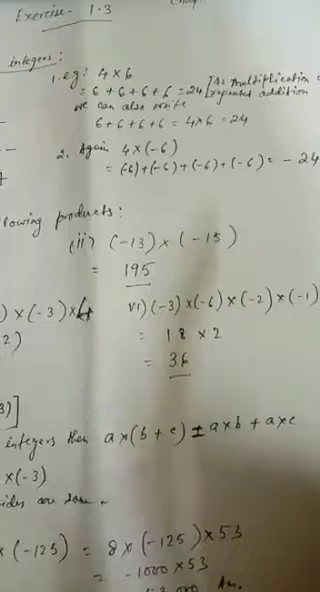 Exercise - 1.3
integers:
1. eg: 4 × 6
= 6 + 6 + 6 + 6 = 24 [As multiplication
repeated addition
we can also write
6 + 6 + 6 + 6 = 4 × 6 = 24
2. Again 4 × (-6)
= (-6) + (-6) + (-6) + (-6) = - 24
llowing products:
(ii) (-13) × (-15)
= 195
) × (-3) ×
2)
vi) (-3) × (-6) × (-2) × (-1)
= 18 × 2
= 36
3)]
integers then a × (b + c) = a × b + a × c
× (-3)
sides are done.
× (-125) = 8 × (-125) × 53
= -1000 × 53
Ans.